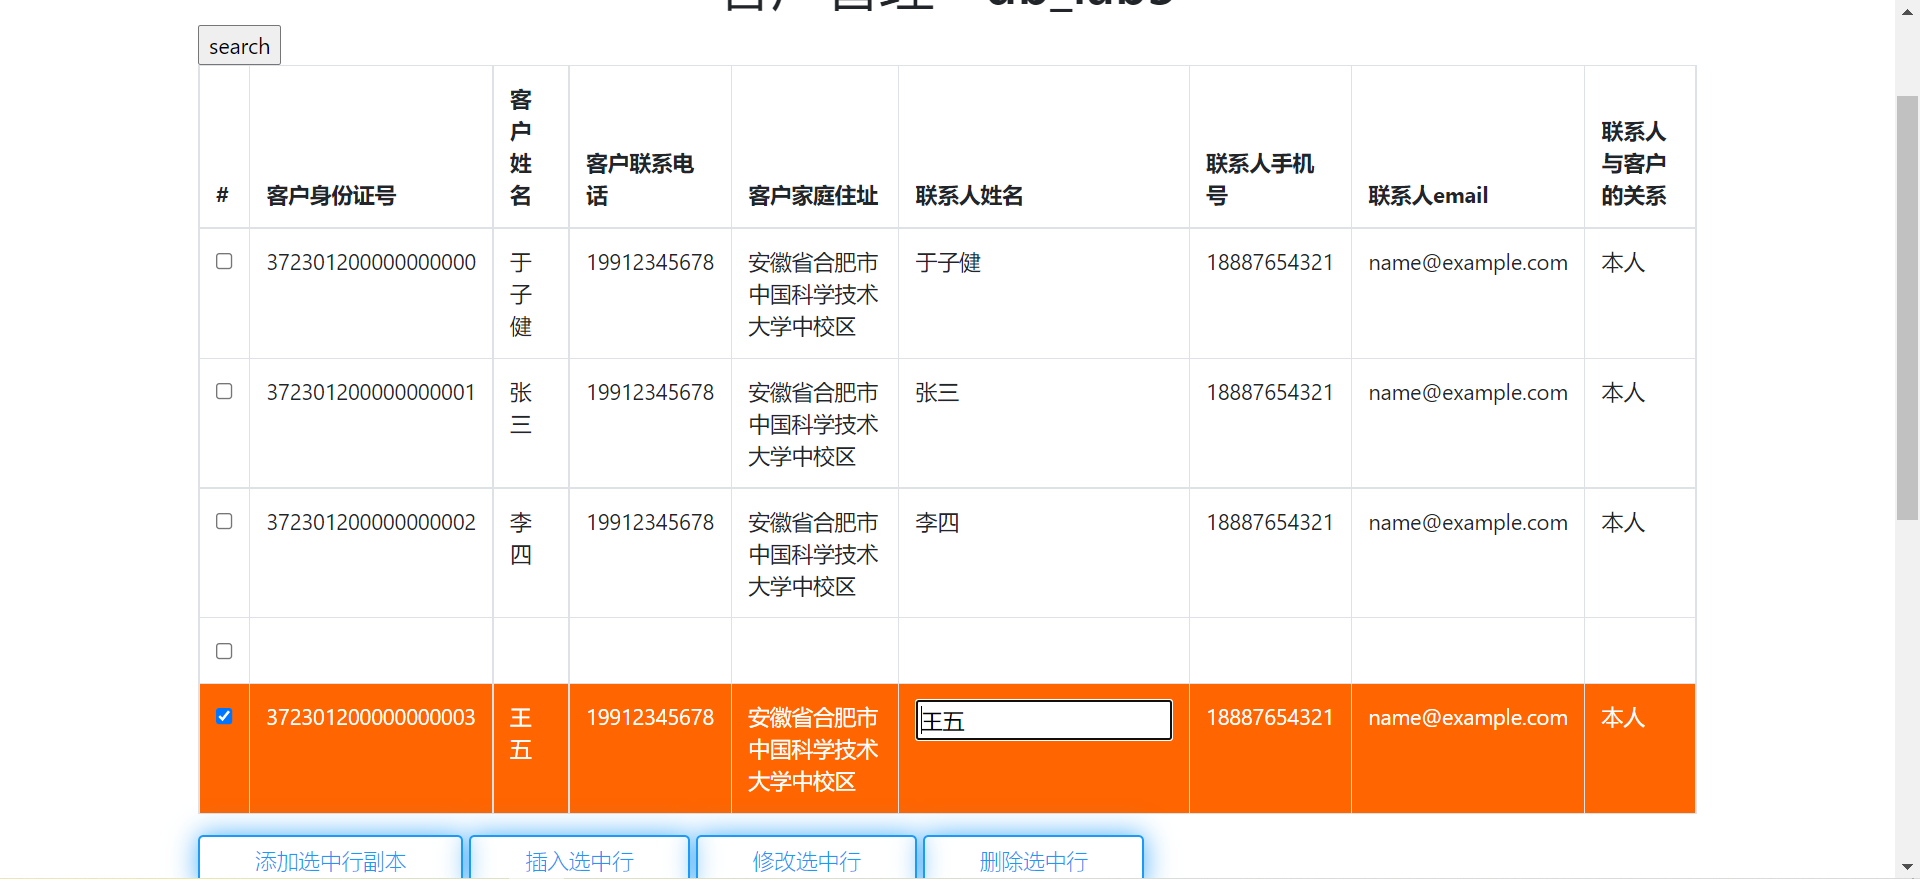 客户管理 - db_lab3
search
# 客户身份证号 客户姓名 客户联系电话 客户家庭住址 联系人姓名 联系人手机号 联系人email 联系人与客户的关系
372301200000000000 于子健 19912345678 安徽省合肥市中国科学技术大学中校区 于子健 18887654321 name@example.com 本人
372301200000000001 张三 19912345678 安徽省合肥市中国科学技术大学中校区 张三 18887654321 name@example.com 本人
372301200000000002 李四 19912345678 安徽省合肥市中国科学技术大学中校区 李四 18887654321 name@example.com 本人
372301200000000003 王五 19912345678 安徽省合肥市中国科学技术大学中校区 王五 18887654321 name@example.com 本人
添加选中行副本 插入选中行 修改选中行 删除选中行